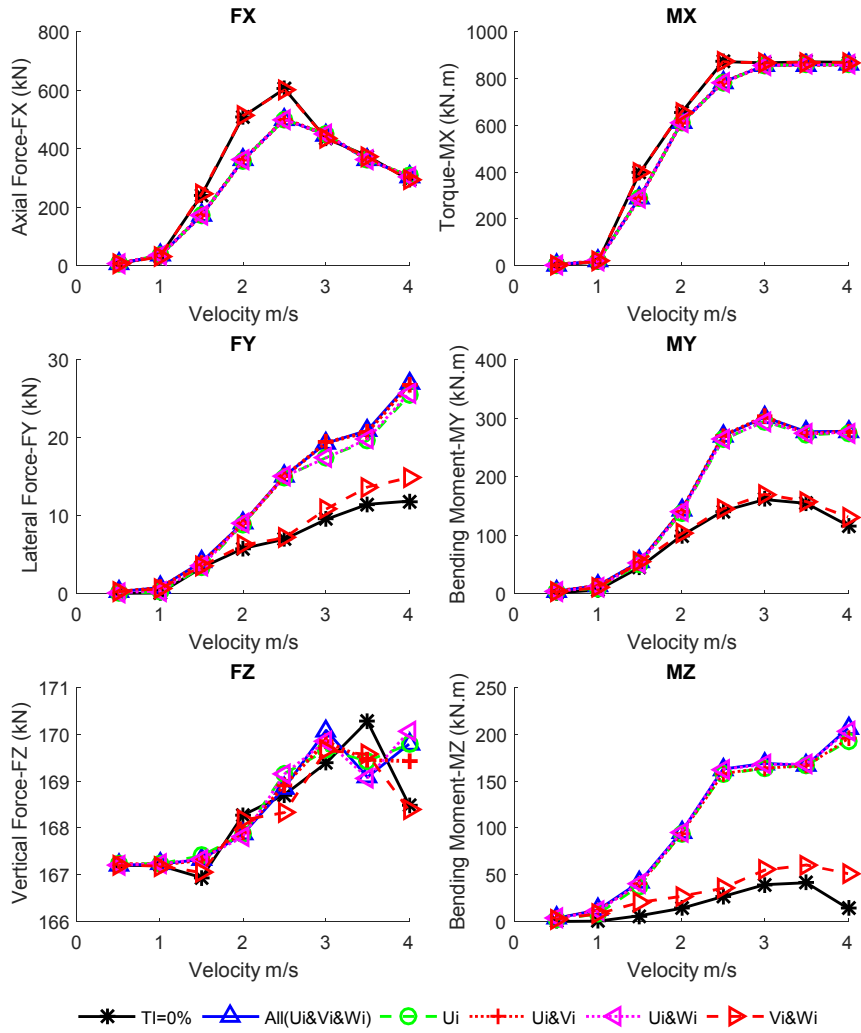 FX
MX
Axial Force-FX (kN)
800
600
400
200
0
0 1 2 3 4
Velocity m/s
Torque-MX (kN.m)
1000
800
600
400
200
0
0 1 2 3 4
Velocity m/s
FY
MY
Lateral Force-FY (kN)
30
20
10
0
0 1 2 3 4
Velocity m/s
Bending Moment-MY (kN.m)
400
300
200
100
0
0 1 2 3 4
Velocity m/s
FZ
MZ
Vertical Force-FZ (kN)
171
170
169
168
167
166
0 1 2 3 4
Velocity m/s
Bending Moment-MZ (kN.m)
250
200
150
100
50
0
0 1 2 3 4
Velocity m/s
TI=0% All(Ui&Vi&Wi) Ui Ui&Vi Ui&Wi Vi&Wi